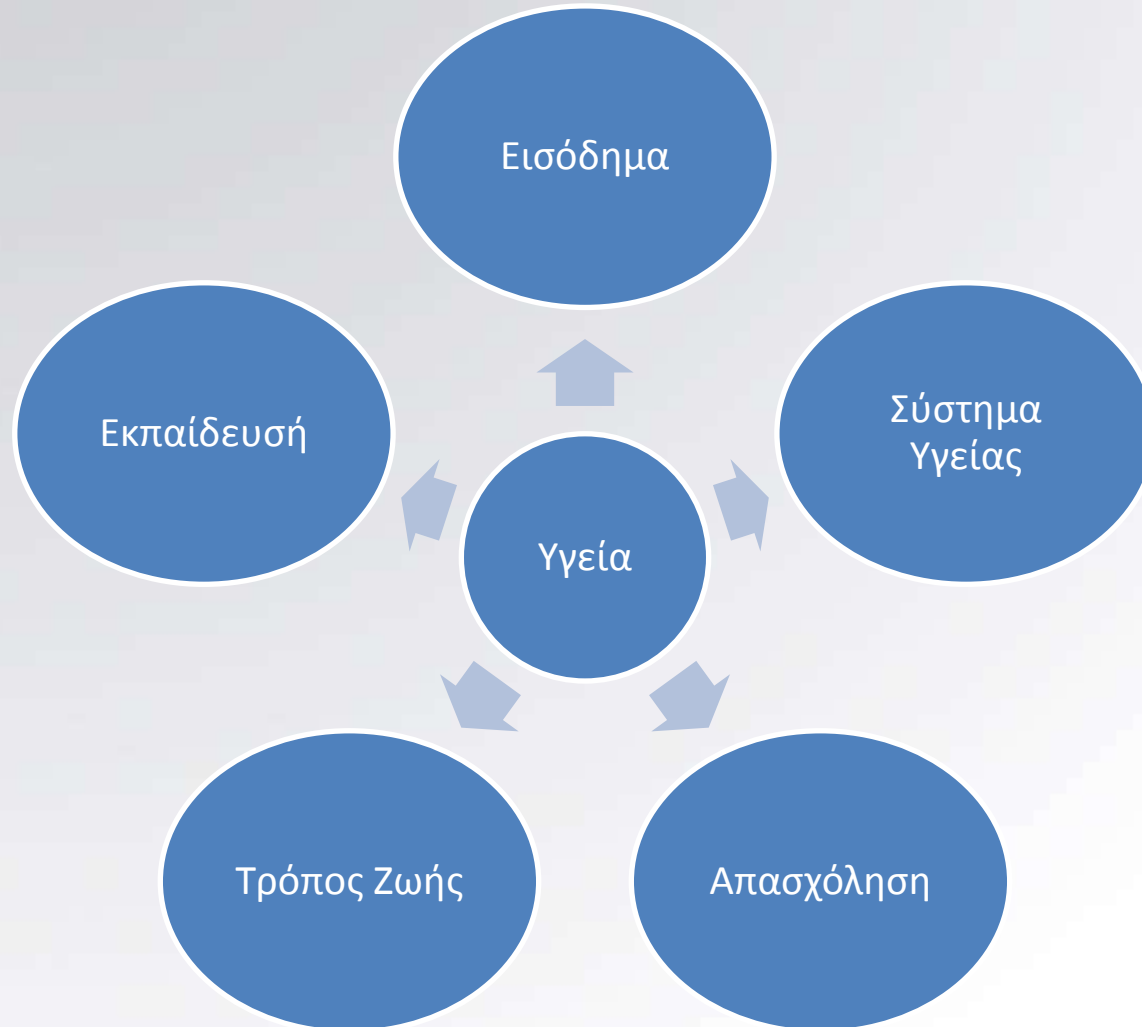 Εισόδημα
Εκπαίδευσή
Σύστημα
Υγείας
Υγεία
Τρόπος Ζωής
Απασχόληση